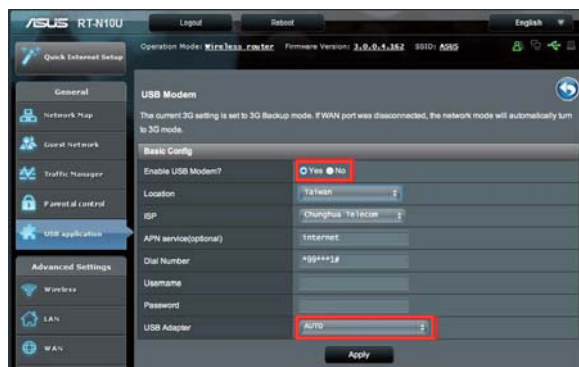 ASUS RT-N10U Logout Reboot English
Quick Internet Setup
Operation Mode: Wireless router Firmware Version: 3.0.0.4.162 SSID: ASUS
General
Network Map
Guest Network
Traffic Manager
Parental control
USB application
Advanced Settings
Wireless
LAN
WAN
USB Modem
The current 3G setting is set to 3G Backup mode. If WAN port was disconnected, the network mode will automatically turn
to 3G mode.
Basic Config
Enable USB Modem? Yes No
Location Taiwan
ISP Chunghua Telecom
APN service(optional) internet
Dial Number *99***1#
Username
Password
USB Adapter AUTO
Apply